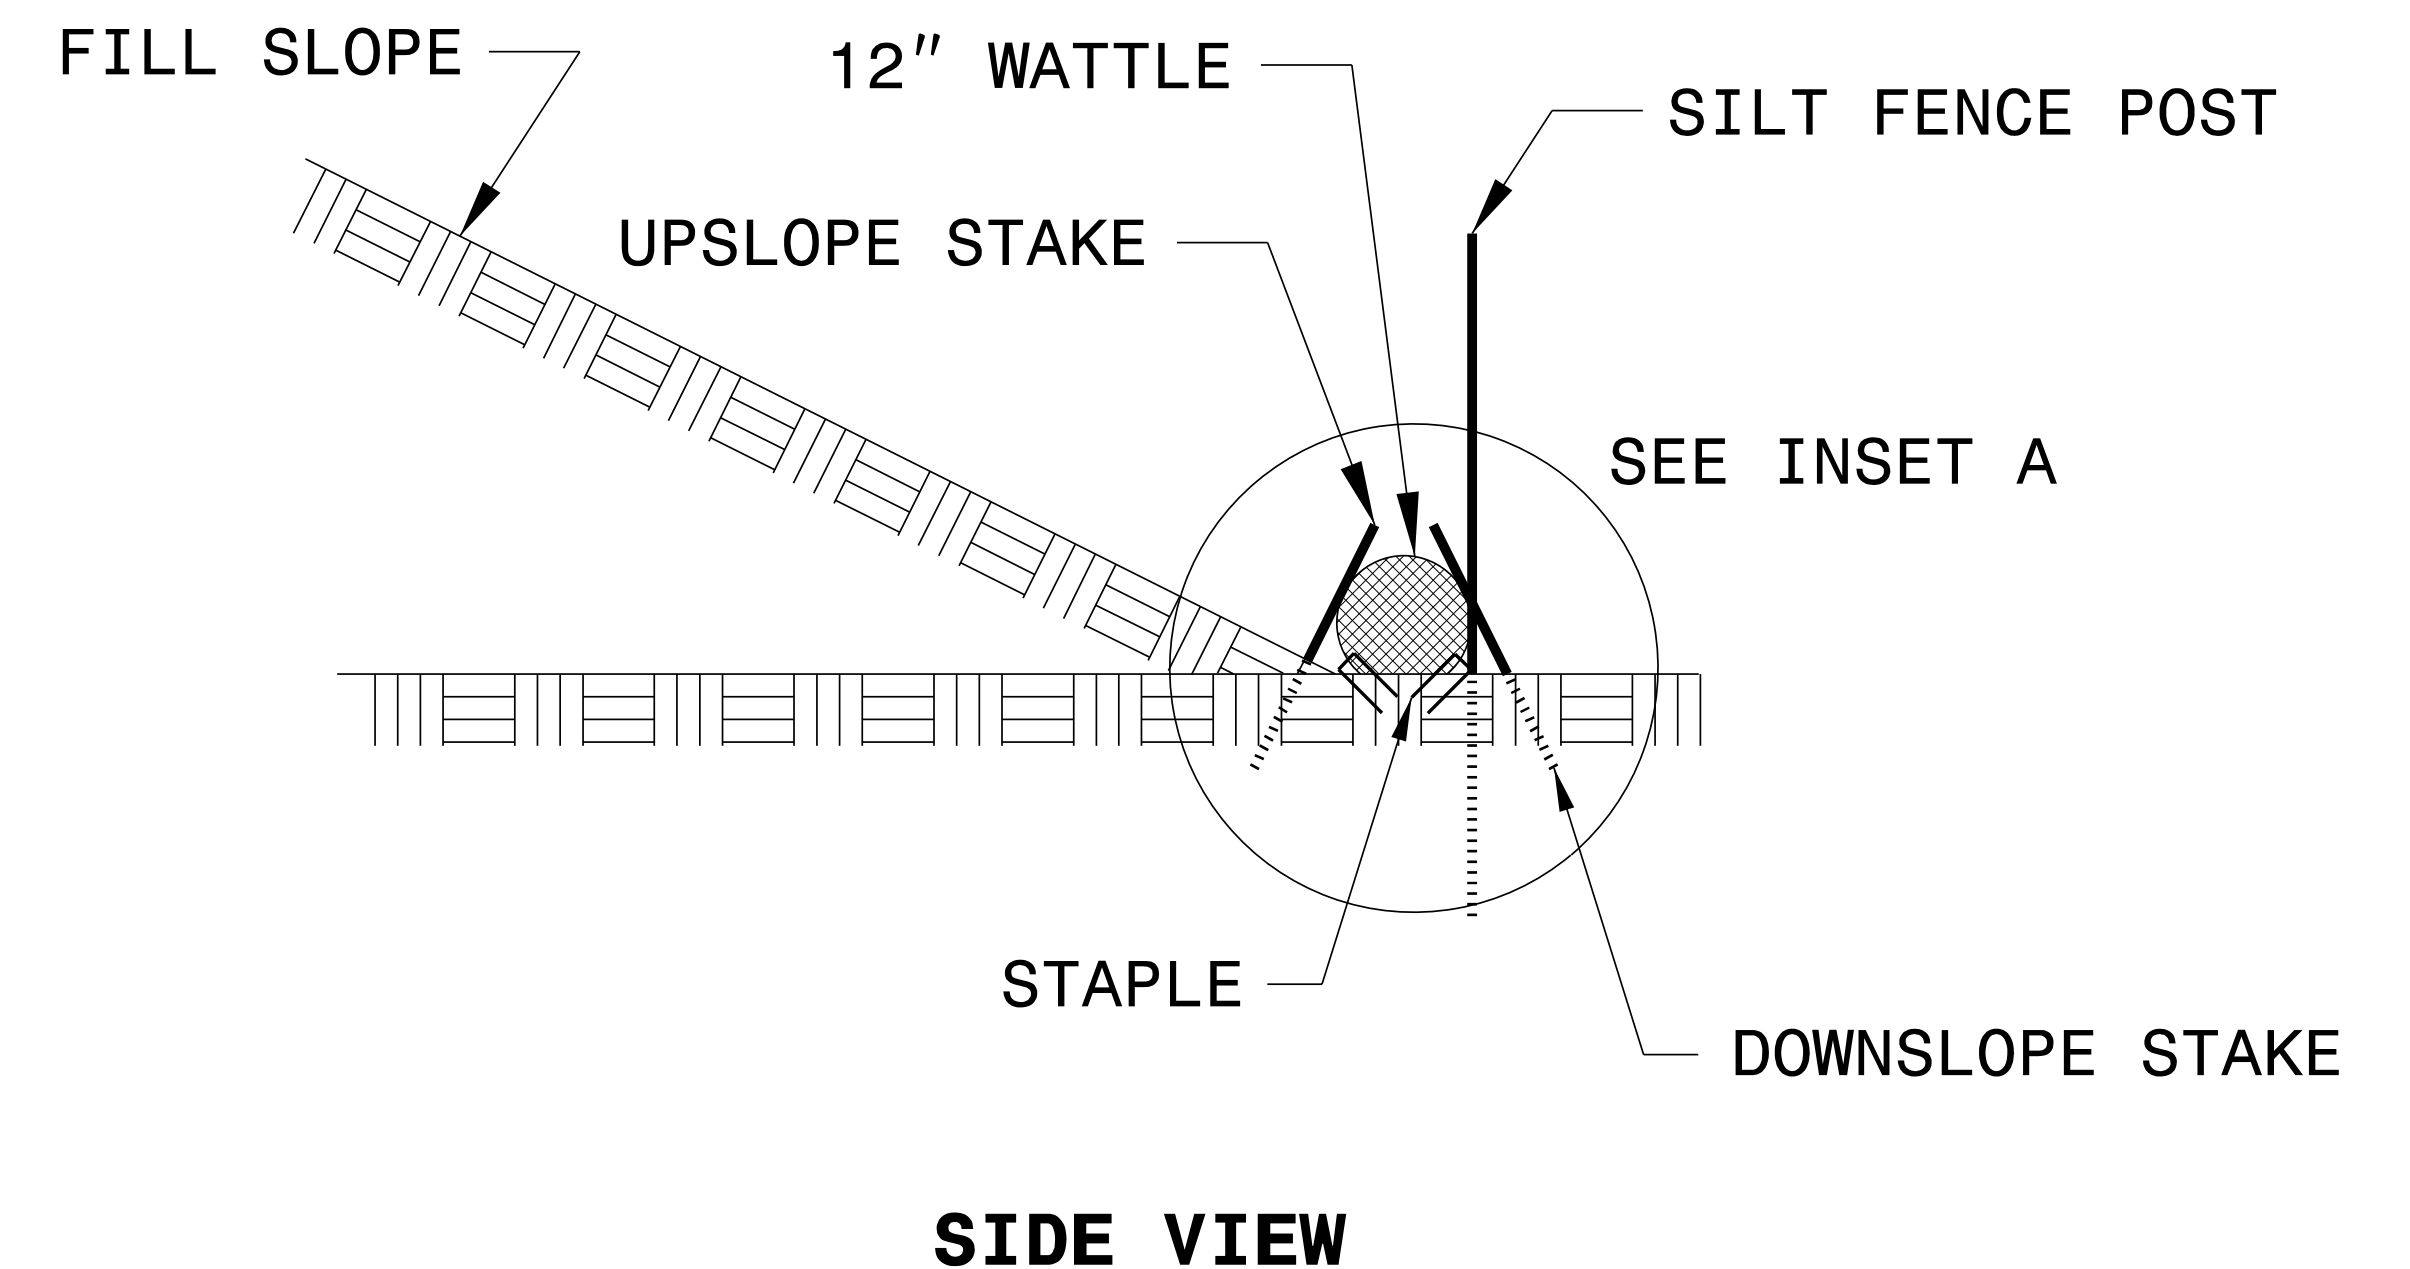 FILL SLOPE
12" WATTLE
SILT FENCE POST
UPSLOPE STAKE
SEE INSET A
STAPLE
DOWNSLOPE STAKE
SIDE VIEW